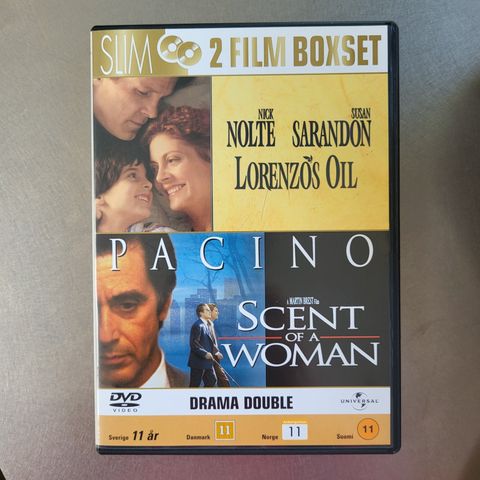 SLIM 2 FILM BOXSET
NICK SUSAN
NOLTE SARANDON
LORENZO'S OIL
PACINO
A MARTIN BREST Film
SCENT
OF A
WOMAN
DVD
VIDEO
DRAMA DOUBLE
UNIVERSAL
Sverige 11 år Danmark 11 Norge 11 Suomi 11